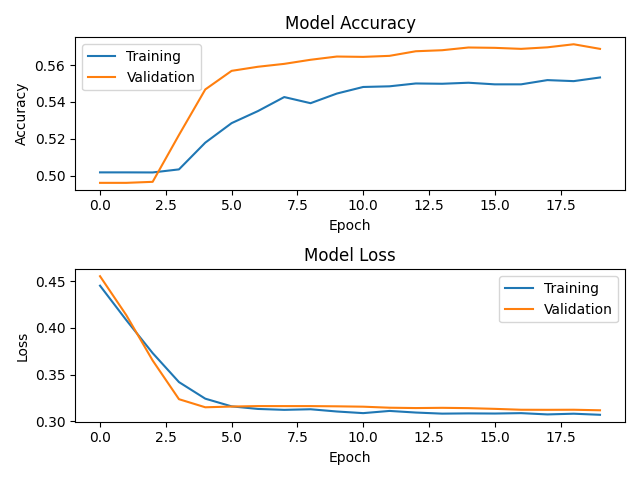 Model Accuracy
Training
Validation
0.56
0.54
0.52
0.50
Accuracy
0.0 2.5 5.0 7.5 10.0 12.5 15.0 17.5
Epoch
Model Loss
Training
Validation
0.45
0.40
0.35
0.30
Loss
0.0 2.5 5.0 7.5 10.0 12.5 15.0 17.5
Epoch